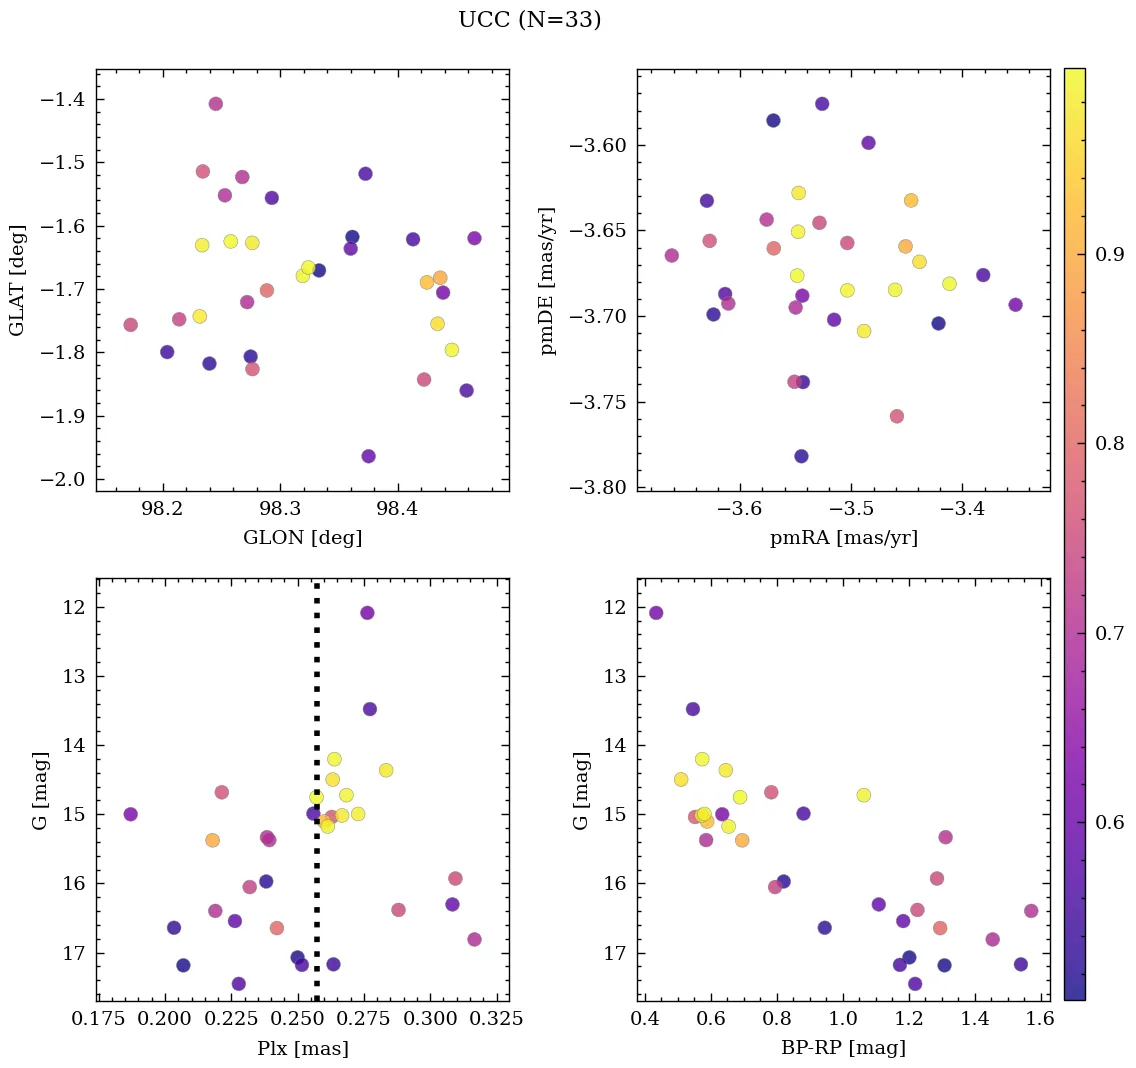 UCC (N=33)
−1.4
−1.5
−1.6
−1.7
−1.8
−1.9
−2.0
GLAT [deg]
98.2 98.3 98.4
GLON [deg]
−3.60
−3.65
−3.70
−3.75
−3.80
pmDE [mas/yr]
−3.6 −3.5 −3.4
pmRA [mas/yr]
0.9
0.8
0.7
0.6
12
13
14
15
16
17
G [mag]
0.175 0.200 0.225 0.250 0.275 0.300 0.325
Plx [mas]
12
13
14
15
16
17
G [mag]
0.4 0.6 0.8 1.0 1.2 1.4 1.6
BP-RP [mag]